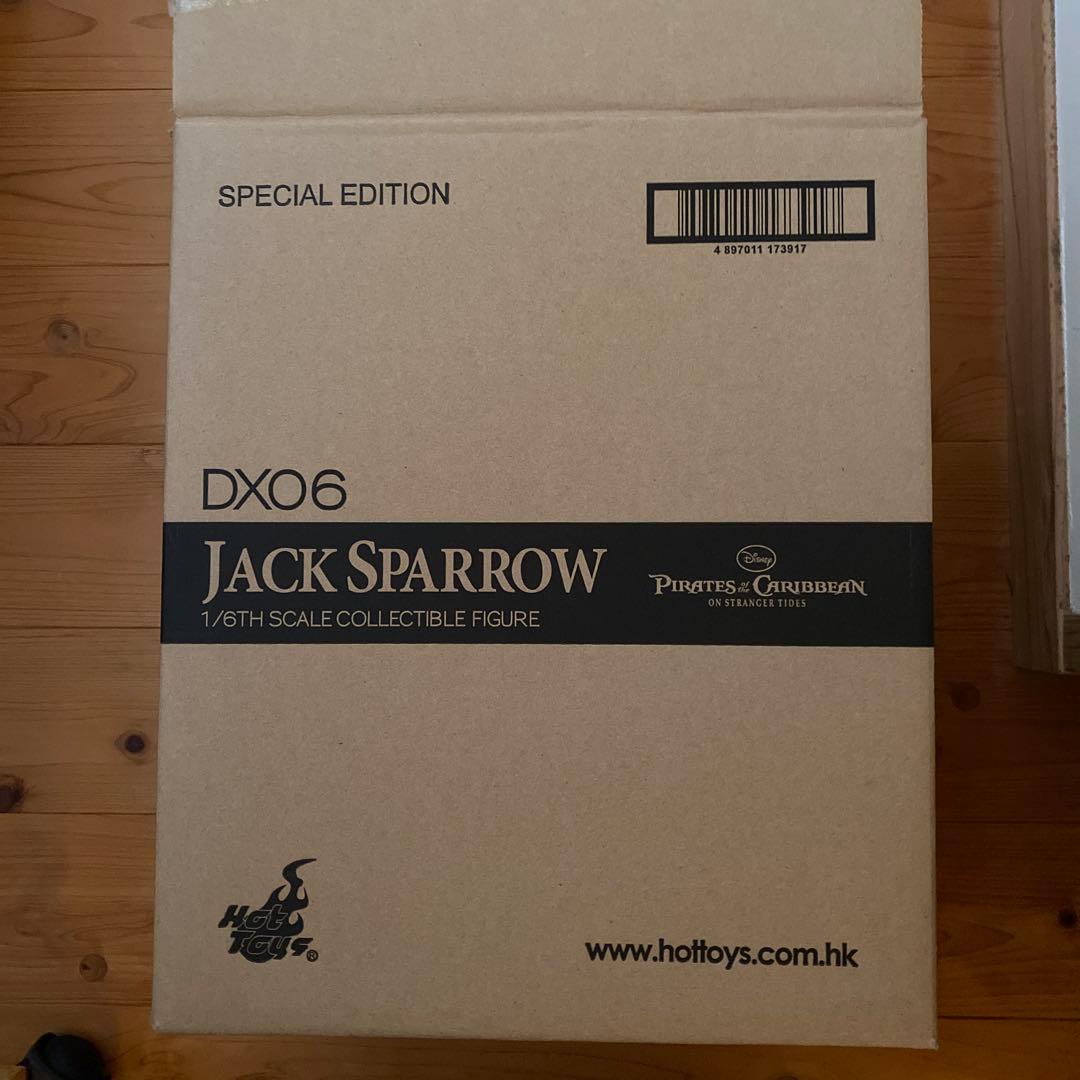 SPECIAL EDITION
4 897011 173917
DX06
JACK SPARROW
1/6TH SCALE COLLECTIBLE FIGURE
Disney
PIRATES of the CARIBBEAN
ON STRANGER TIDES
Hot
Toys®
www.hottoys.com.hk